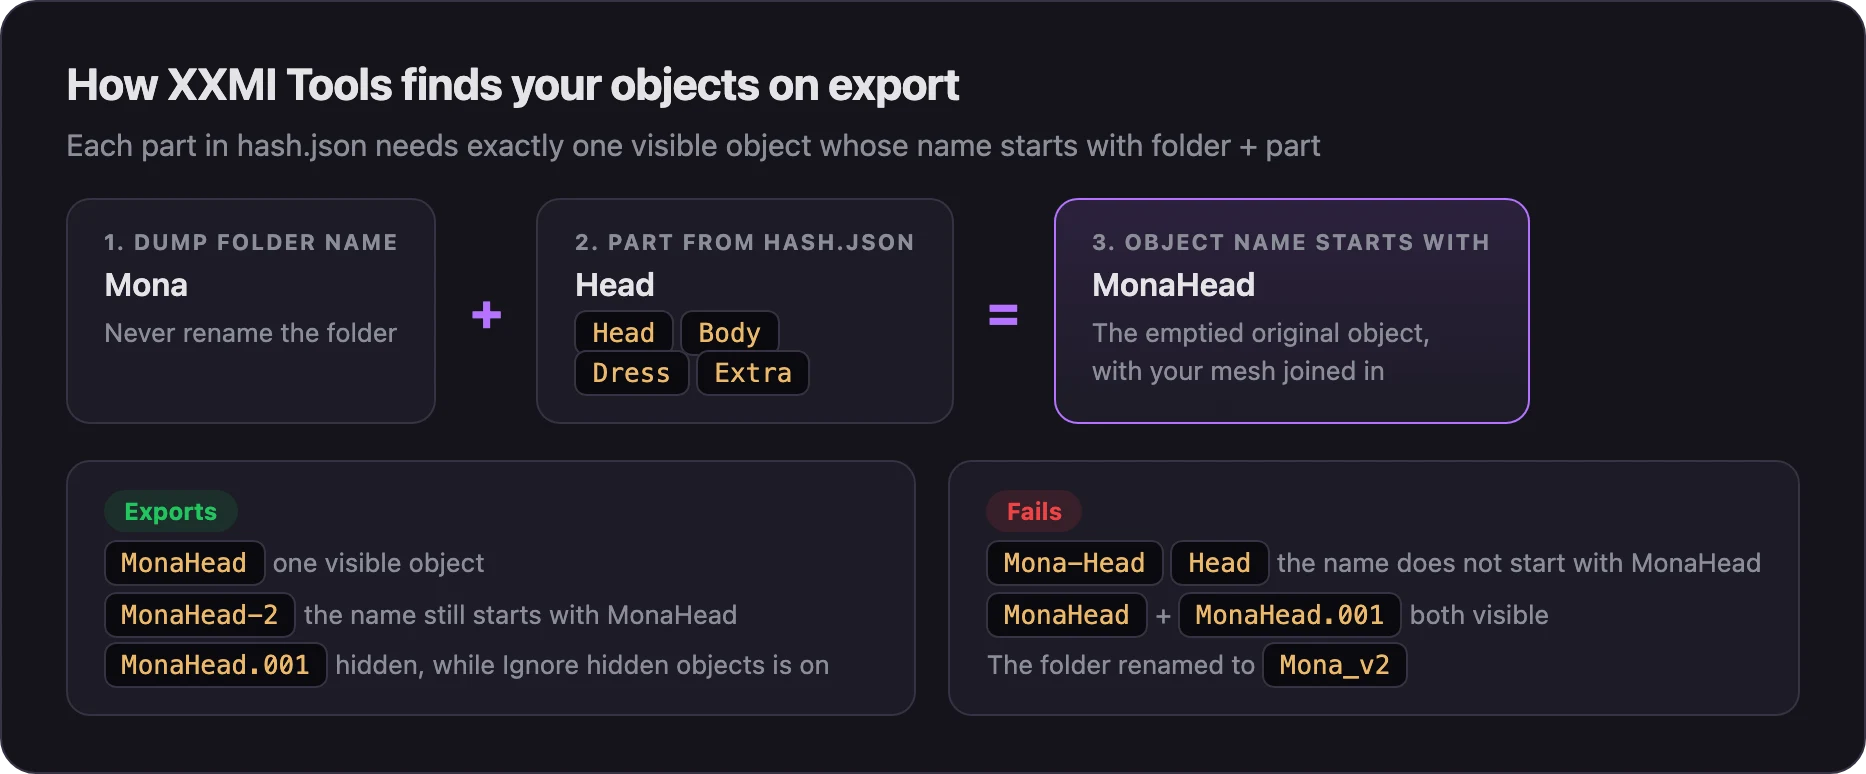 How XXMI Tools finds your objects on export
Each part in hash.json needs exactly one visible object whose name starts with folder + part
1. DUMP FOLDER NAME
Mona
Never rename the folder
+
2. PART FROM HASH.JSON
Head
Head Body
Dress Extra
=
3. OBJECT NAME STARTS WITH
MonaHead
The emptied original object,
with your mesh joined in
Exports
MonaHead one visible object
MonaHead-2 the name still starts with MonaHead
MonaHead.001 hidden, while Ignore hidden objects is on
Fails
Mona-Head Head the name does not start with MonaHead
MonaHead + MonaHead.001 both visible
The folder renamed to Mona_v2